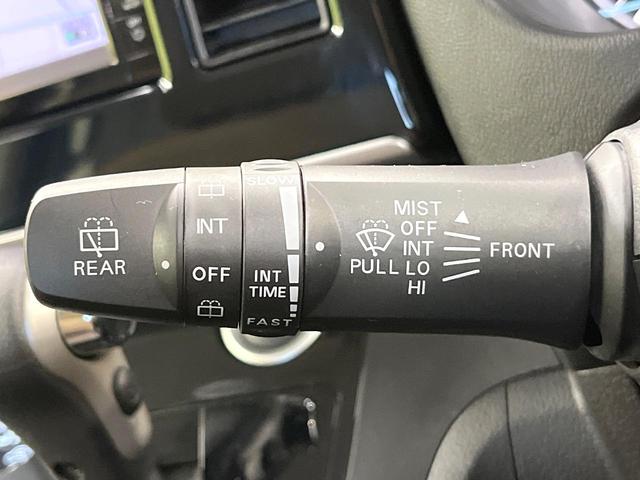 REAR
INT
OFF
SLOW
INT
TIME
FAST
PULL
MIST
OFF
INT
LO
HI
FRONT